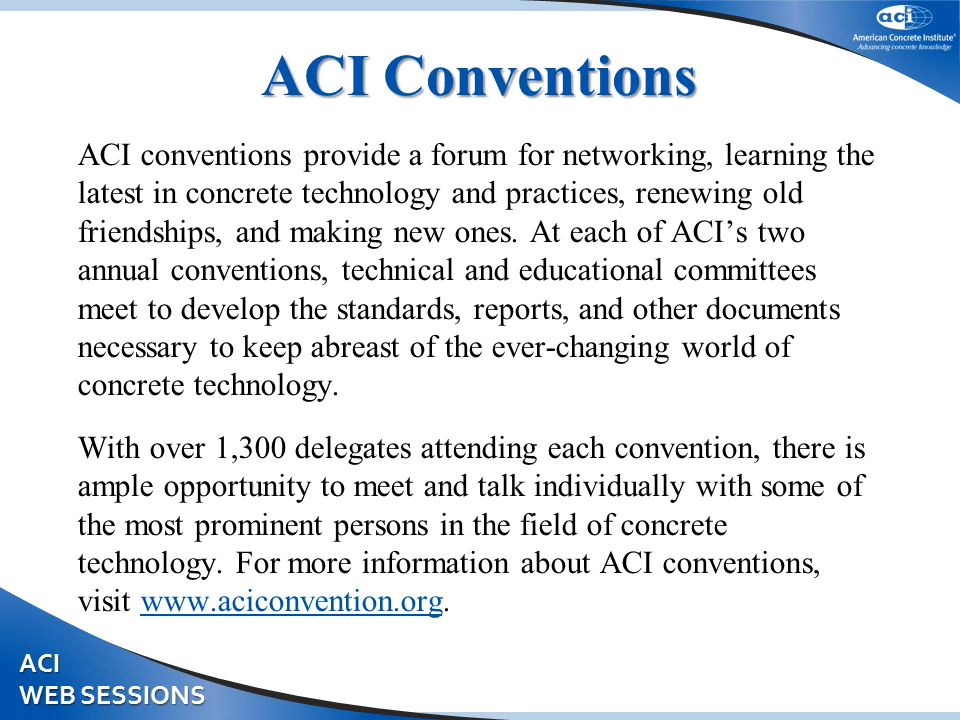 aci
American Concrete Institute®
Advancing concrete knowledge
ACI Conventions
ACI conventions provide a forum for networking, learning the
latest in concrete technology and practices, renewing old
friendships, and making new ones. At each of ACI’s two
annual conventions, technical and educational committees
meet to develop the standards, reports, and other documents
necessary to keep abreast of the ever-changing world of
concrete technology.
With over 1,300 delegates attending each convention, there is
ample opportunity to meet and talk individually with some of
the most prominent persons in the field of concrete
technology. For more information about ACI conventions,
visit www.aciconvention.org.
ACI
WEB SESSIONS